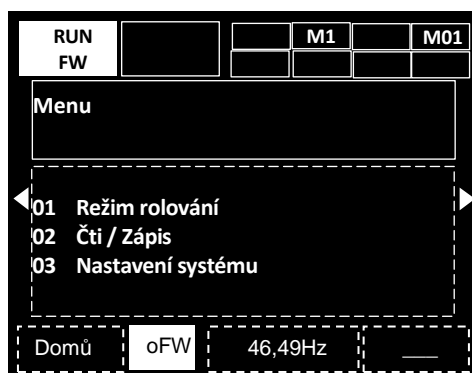 RUN M1 M01
FW
Menu
01 Režim rolování
02 Čti / Zápis
03 Nastavení systému
Domů oFW 46,49Hz ___